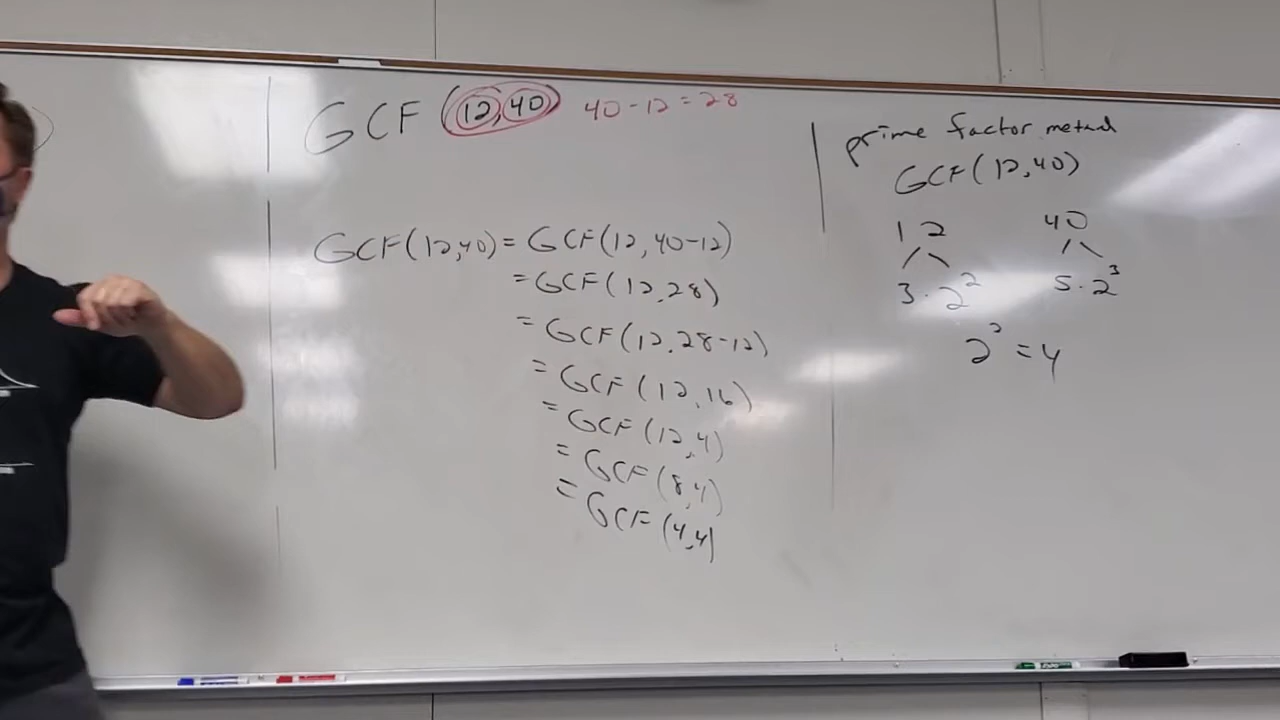 GCF (12,40) 40-12=28
GCF(12,40) = GCF(12,40-12)
=GCF(12,28)
= GCF(12,28-12)
= GCF(12,16)
= GCF(12,4)
= GCF(8,4)
= GCF(4,4)
prime factor method
GCF(12,40)
12 40
3·2² 5·2³
2² = 4